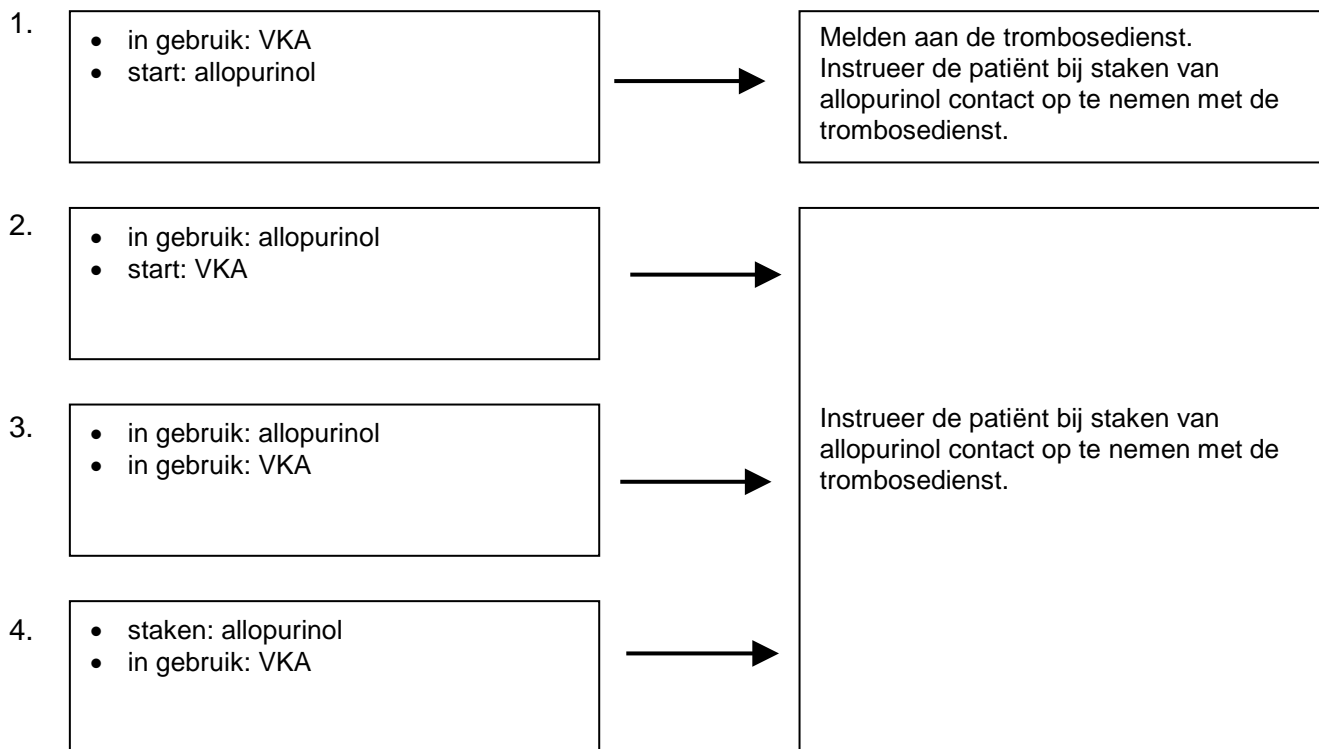 1.
• in gebruik: VKA
• start: allopurinol
Melden aan de trombosedienst.
Instrueer de patiënt bij staken van
allopurinol contact op te nemen met de
trombosedienst.
2.
• in gebruik: allopurinol
• start: VKA
3.
• in gebruik: allopurinol
• in gebruik: VKA
Instrueer de patiënt bij staken van
allopurinol contact op te nemen met de
trombosedienst.
4.
• staken: allopurinol
• in gebruik: VKA